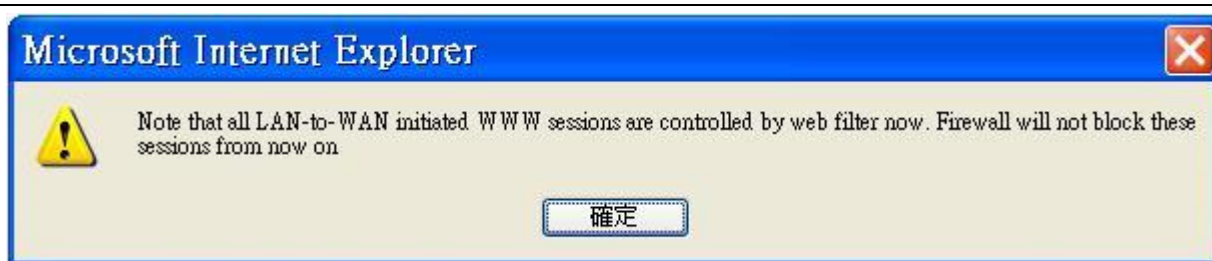 Microsoft Internet Explorer
Note that all LAN-to-WAN initiated WWW sessions are controlled by web filter now. Firewall will not block these
sessions from now on
確定